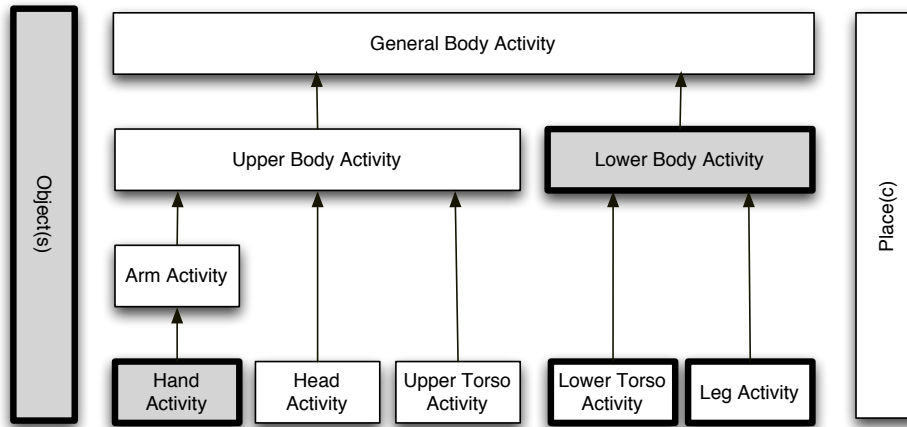 General Body Activity
Object(s)
Place(c)
Upper Body Activity
Lower Body Activity
Arm Activity
Hand
Activity
Head
Activity
Upper Torso
Activity
Lower Torso
Activity
Leg Activity